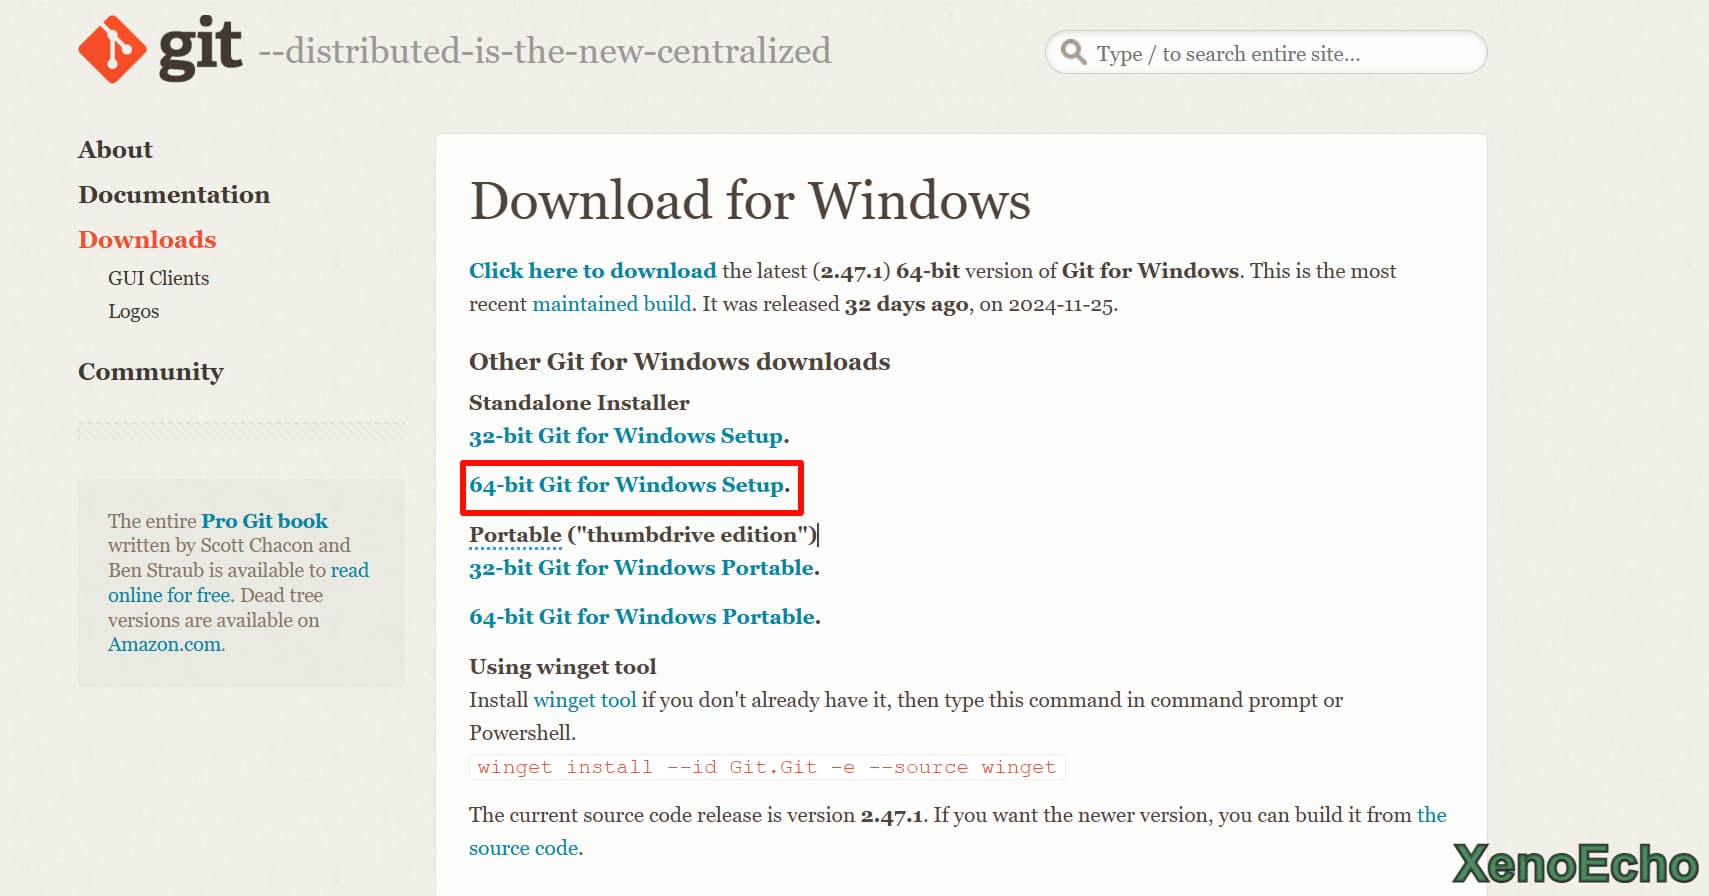 git --distributed-is-the-new-centralized
Type / to search entire site...
About
Documentation
Downloads
GUI Clients
Logos
Community
The entire Pro Git book
written by Scott Chacon and
Ben Straub is available to read
online for free. Dead tree
versions are available on
Amazon.com.
Download for Windows
Click here to download the latest (2.47.1) 64-bit version of Git for Windows. This is the most
recent maintained build. It was released 32 days ago, on 2024-11-25.
Other Git for Windows downloads
Standalone Installer
32-bit Git for Windows Setup.
64-bit Git for Windows Setup.
Portable ("thumbdrive edition")
32-bit Git for Windows Portable.
64-bit Git for Windows Portable.
Using winget tool
Install winget tool if you don't already have it, then type this command in command prompt or
Powershell.
winget install --id Git.Git -e --source winget
The current source code release is version 2.47.1. If you want the newer version, you can build it from the
source code.
XenoEcho